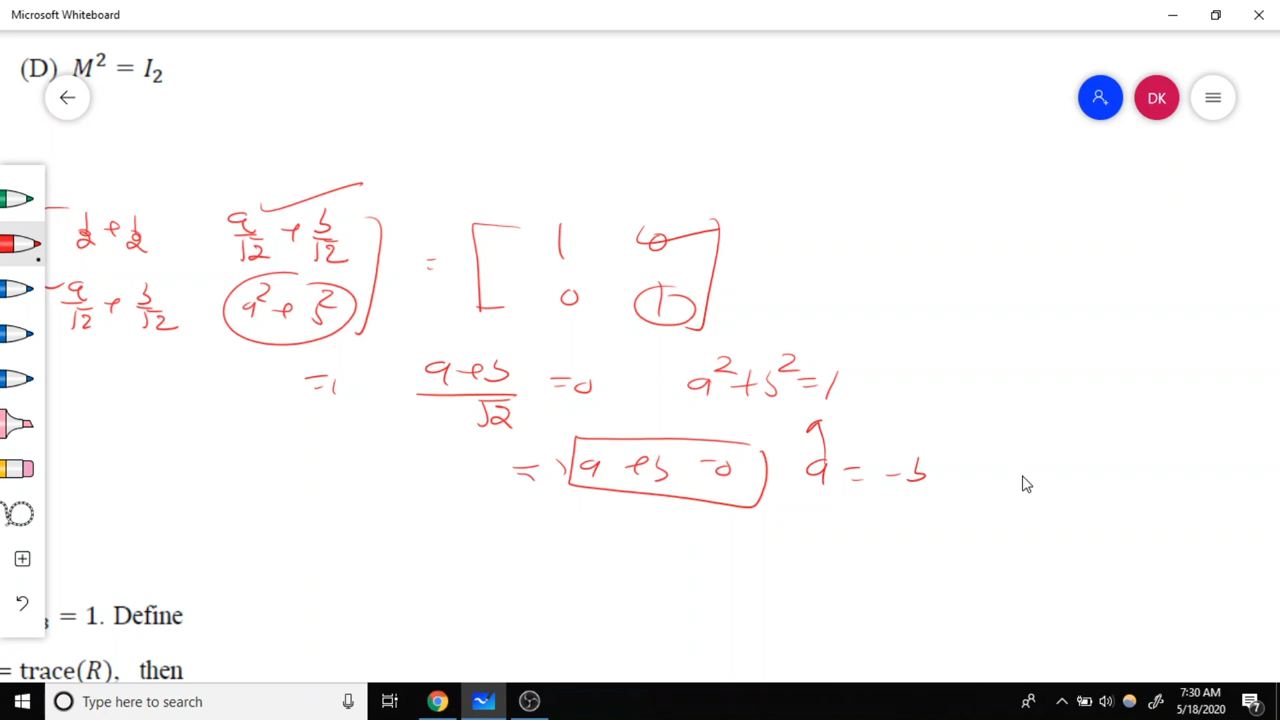 Microsoft Whiteboard
(D) M² = I₂
DK
1/2 + 1/2 a/√2 + b/√2 = [ 1 0
a/√2 + b/√2 a² + b² ] 0 1 ]
=1 (a+b)/√2 = 0 a² + b² = 1
=> a + b = 0 a = -b
= 1. Define
= trace(R), then
Type here to search
7:30 AM
5/18/2020
7